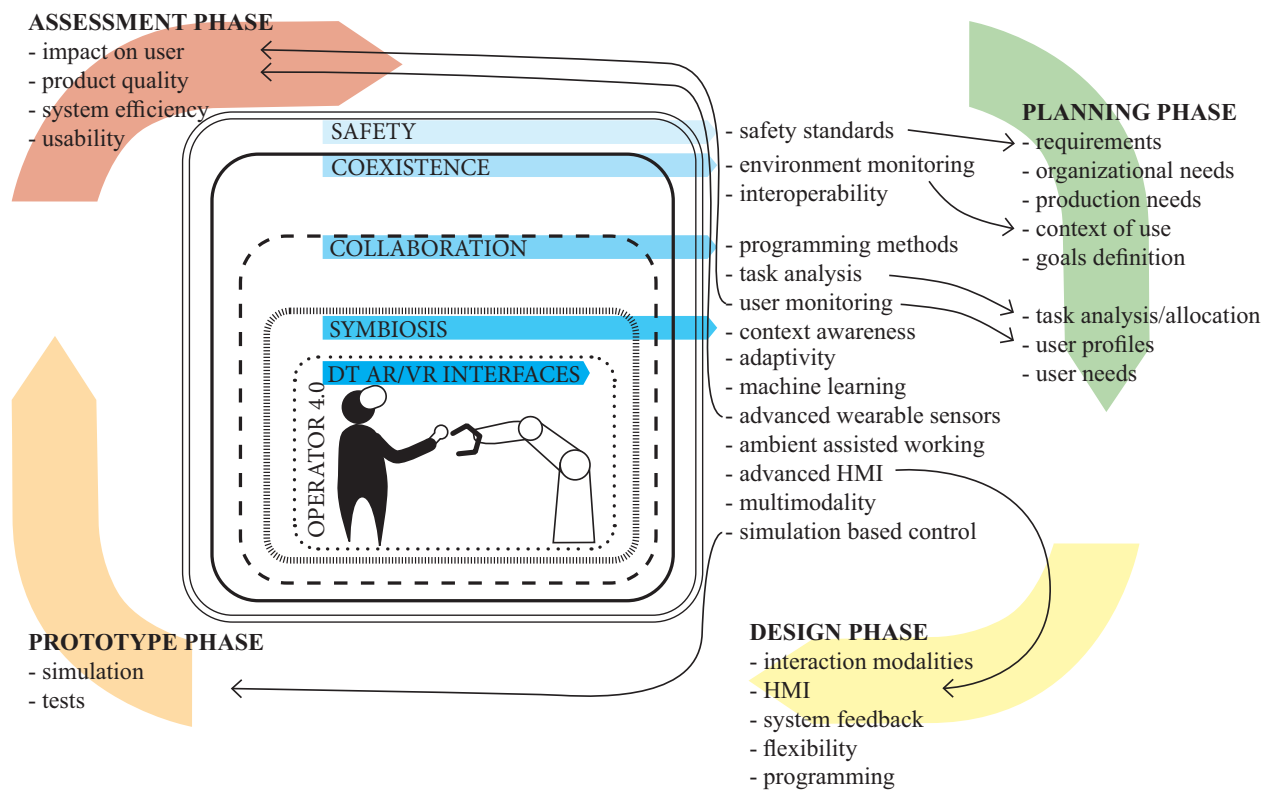 ASSESSMENT PHASE
- impact on user
- product quality
- system efficiency
- usability
SAFETY
COEXISTENCE
COLLABORATION
SYMBIOSIS
DT AR/VR INTERFACES
OPERATOR 4.0
- safety standards
- environment monitoring
- interoperability
- programming methods
- task analysis
- user monitoring
- context awareness
- adaptivity
- machine learning
- advanced wearable sensors
- ambient assisted working
- advanced HMI
- multimodality
- simulation based control
PLANNING PHASE
- requirements
- organizational needs
- production needs
- context of use
- goals definition
- task analysis/allocation
- user profiles
- user needs
PROTOTYPE PHASE
- simulation
- tests
DESIGN PHASE
- interaction modalities
- HMI
- system feedback
- flexibility
- programming